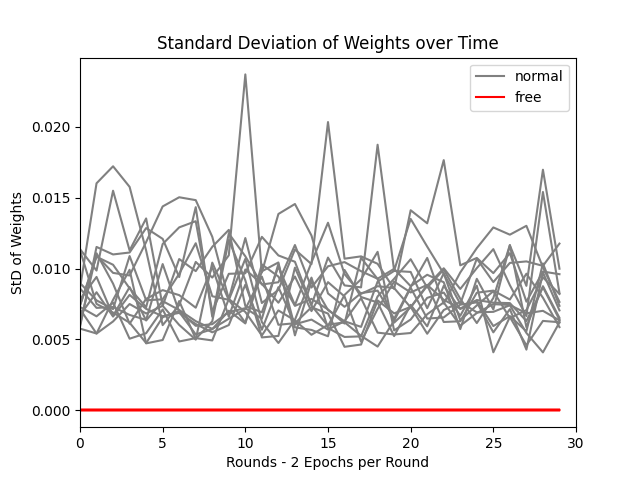 Standard Deviation of Weights over Time
normal
free
StD of Weights
0.020
0.015
0.010
0.005
0.000
0 5 10 15 20 25 30
Rounds - 2 Epochs per Round